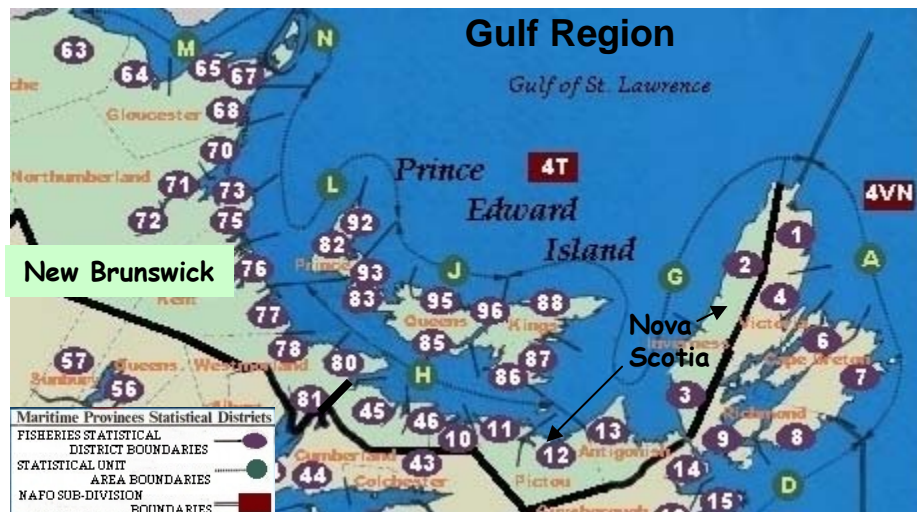 Gulf Region
Gulf of St. Lawrence
63
M
N
64
65
67
Gloucester
68
70
Northumberland
71
73
72
75
L
Prince
4T
Edward
Island
4VN
92
82
Prince
93
83
J
95
96
88
Queens
Kings
85
87
86
G
2
1
A
4
Victoria
Inverness
6
Cape Breton
7
3
Richmond
9
8
New Brunswick
76
Kent
77
78
80
Westmorland
81
57
Queens
Sunbury
56
H
Nova
Scotia
45
46
10
11
12
13
Antigonish
Pictou
Cumberland
43
44
Colchester
14
15
D
Maritime Provinces Statistical Districts
FISHERIES STATISTICAL
DISTRICT BOUNDARIES
STATISTICAL UNIT
AREA BOUNDARIES
NAFO SUB-DIVISION
BOUNDARIES